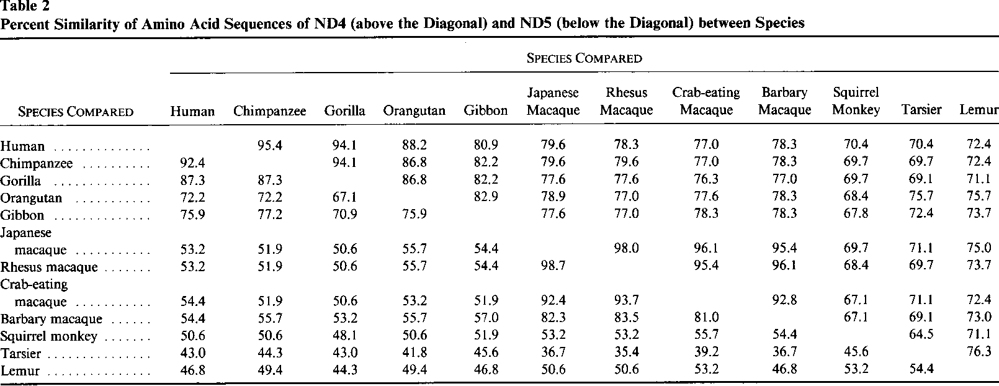 Table 2
Percent Similarity of Amino Acid Sequences of ND4 (above the Diagonal) and ND5 (below the Diagonal) between Species
SPECIES COMPARED
Japanese Rhesus Crab-eating Barbary Squirrel
SPECIES COMPARED Human Chimpanzee Gorilla Orangutan Gibbon Macaque Macaque Macaque Macaque Monkey Tarsier Lemur
Human .............. 95.4 94.1 88.2 80.9 79.6 78.3 77.0 78.3 70.4 70.4 72.4
Chimpanzee .......... 92.4 94.1 86.8 82.2 79.6 79.6 77.0 78.3 69.7 69.7 72.4
Gorilla .............. 87.3 87.3 86.8 82.2 77.6 77.6 76.3 77.0 69.7 69.1 71.1
Orangutan ........... 72.2 72.2 67.1 82.9 78.9 77.0 77.6 78.3 68.4 75.7 75.7
Gibbon .............. 75.9 77.2 70.9 75.9 77.6 77.0 78.3 78.3 67.8 72.4 73.7
Japanese
macaque ........... 53.2 51.9 50.6 55.7 54.4 98.0 96.1 95.4 69.7 71.1 75.0
Rhesus macaque ....... 53.2 51.9 50.6 55.7 54.4 98.7 95.4 96.1 68.4 69.7 73.7
Crab-eating
macaque ........... 54.4 51.9 50.6 53.2 51.9 92.4 93.7 92.8 67.1 71.1 72.4
Barbary macaque ...... 54.4 55.7 53.2 55.7 57.0 82.3 83.5 81.0 67.1 69.1 73.0
Squirrel monkey ....... 50.6 50.6 48.1 50.6 51.9 53.2 53.2 55.7 54.4 64.5 71.1
Tarsier ............... 43.0 44.3 43.0 41.8 45.6 36.7 35.4 39.2 36.7 45.6 76.3
Lemur ............... 46.8 49.4 44.3 49.4 46.8 50.6 50.6 53.2 46.8 53.2 54.4